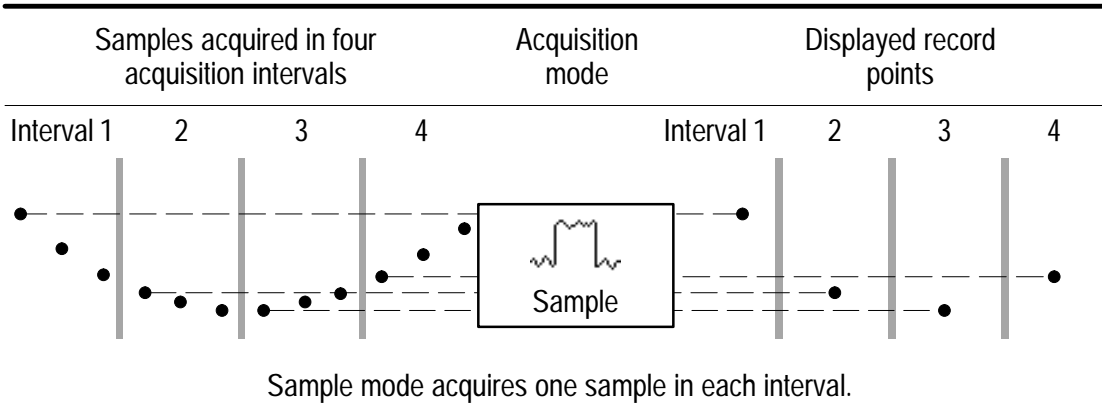 Samples acquired in four
acquisition intervals
Acquisition
mode
Displayed record
points
Interval 1 2 3 4
Interval 1 2 3 4
Sample
Sample mode acquires one sample in each interval.